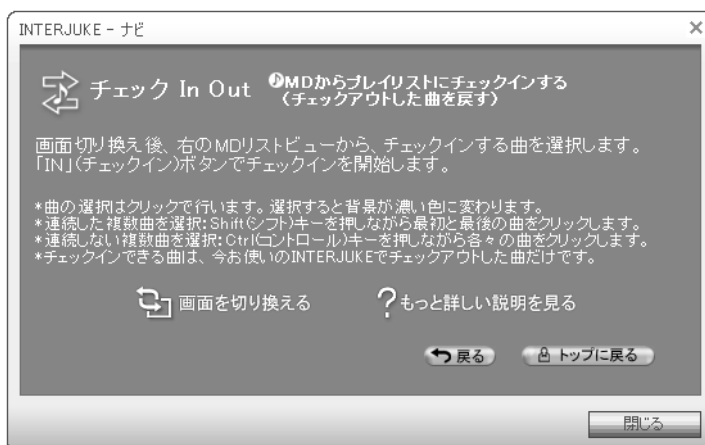 INTERJUKE - ナビ
チェック In Out
MDからプレイリストにチェックインする
(チェックアウトした曲を戻す)
画面切り換え後、右のMDリストビューから、チェックインする曲を選択します。
「IN」(チェックイン)ボタンでチェックインを開始します。
*曲の選択はクリックで行います。選択すると背景が濃い色に変わります。
*連続した複数曲を選択:Shift(シフト)キーを押しながら最初と最後の曲をクリックします。
*連続しない複数曲を選択:Ctrl(コントロール)キーを押しながら各々の曲をクリックします。
*チェックインできる曲は、今お使いのINTERJUKEでチェックアウトした曲だけです。
画面を切り換える
?もっと詳しい説明を見る
戻る
トップに戻る
閉じる